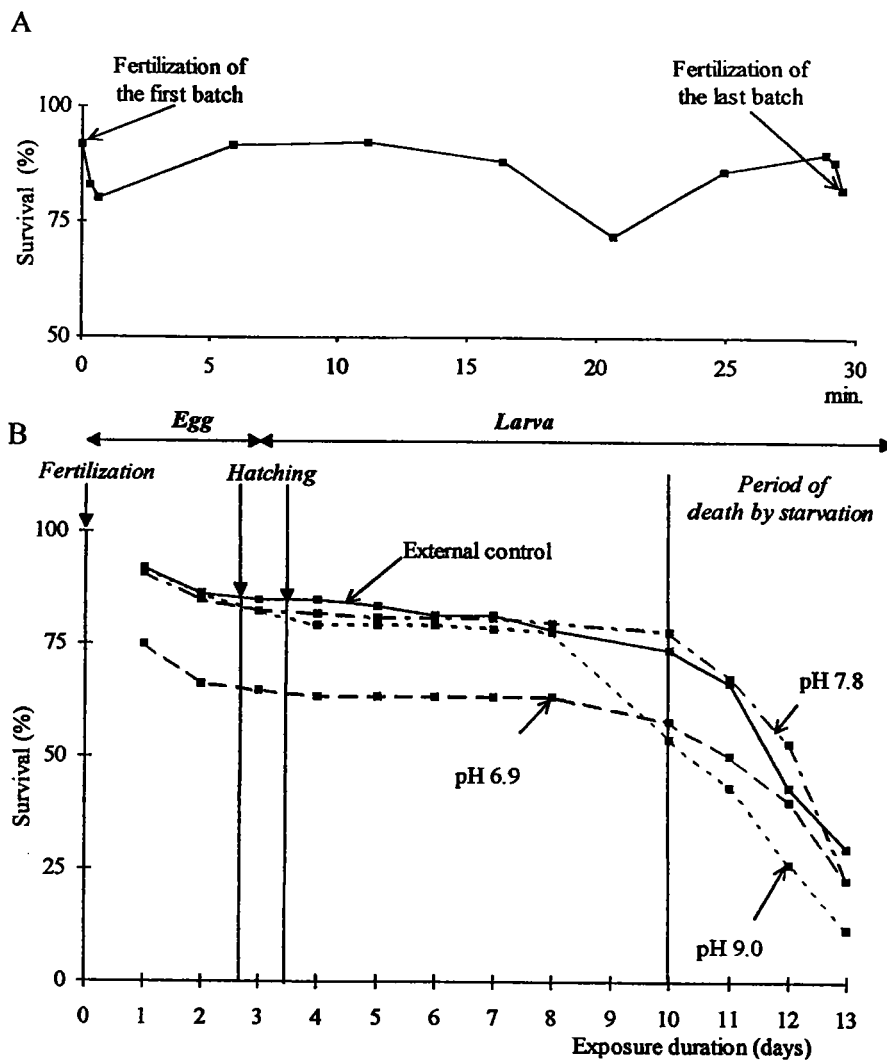 A
Fertilization of
the first batch
Fertilization of
the last batch
Survival (%)
100
75
50
0 5 10 15 20 25 30
min.
B
Egg Larva
Fertilization Hatching
Period of
death by starvation
External control
pH 7.8
pH 6.9
pH 9.0
Survival (%)
100
75
50
25
0
0 1 2 3 4 5 6 7 8 9 10 11 12 13
Exposure duration (days)